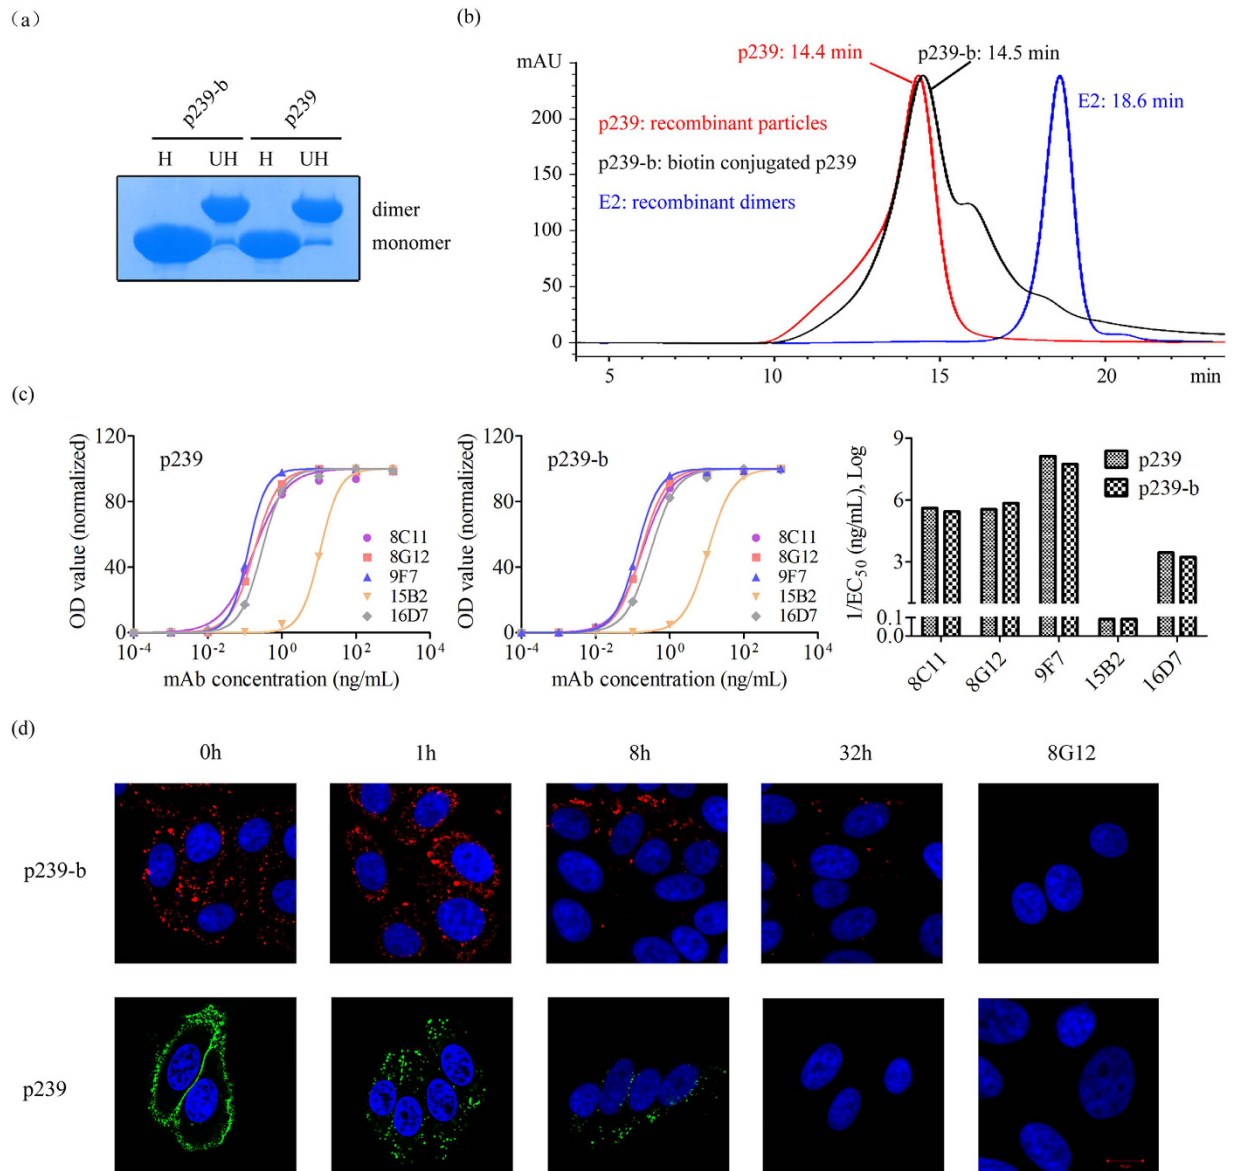 （a）
p239-b p239
H UH H UH
dimer
monomer
(b)
mAU
p239: 14.4 min
p239-b: 14.5 min
E2: 18.6 min
p239: recombinant particles
p239-b: biotin conjugated p239
E2: recombinant dimers
200
150
100
50
0
5 10 15 20 min
(c)
OD value (normalized)
120
80
40
0
p239
8C11
8G12
9F7
15B2
16D7
10⁻⁴ 10⁻² 10⁰ 10² 10⁴
mAb concentration (ng/mL)
OD value (normalized)
120
80
40
0
p239-b
8C11
8G12
9F7
15B2
16D7
10⁻⁴ 10⁻² 10⁰ 10² 10⁴
mAb concentration (ng/mL)
1/EC₅₀ (ng/mL), Log
9
6
3
0.1
0.0
p239
p239-b
8C11 8G12 9F7 15B2 16D7
(d)
0h 1h 8h 32h 8G12
p239-b
p239